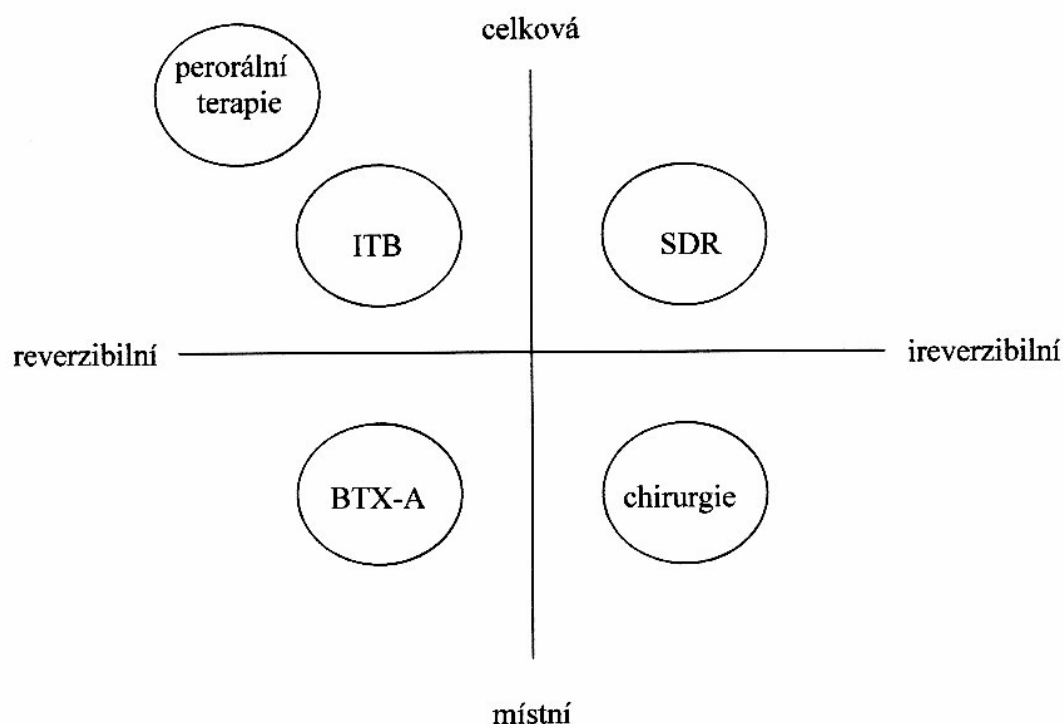 celková
perorální
terapie
ITB
SDR
reverzibilní
ireverzibilní
BTX-A
chirurgie
místní